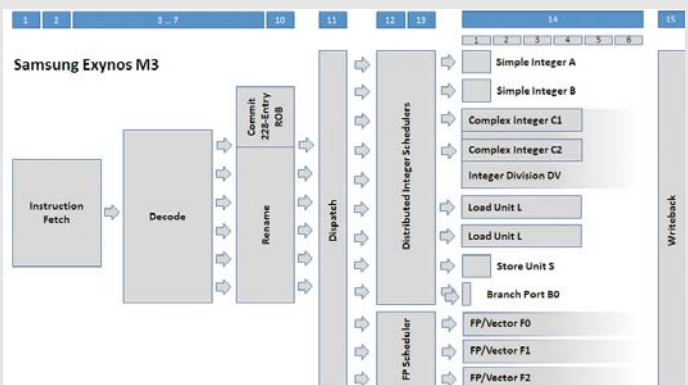 1 2 3 ... 7 10 11 12 13 14 15
1 2 3 4 5 6
Samsung Exynos M3
Instruction
Fetch
Decode
Commit
228-Entry
ROB
Rename
Dispatch
Distributed Integer Schedulers
FP Scheduler
Simple Integer A
Simple Integer B
Complex Integer C1
Complex Integer C2
Integer Division DV
Load Unit L
Load Unit L
Store Unit S
Branch Port B0
FP/Vector F0
FP/Vector F1
FP/Vector F2
Writeback